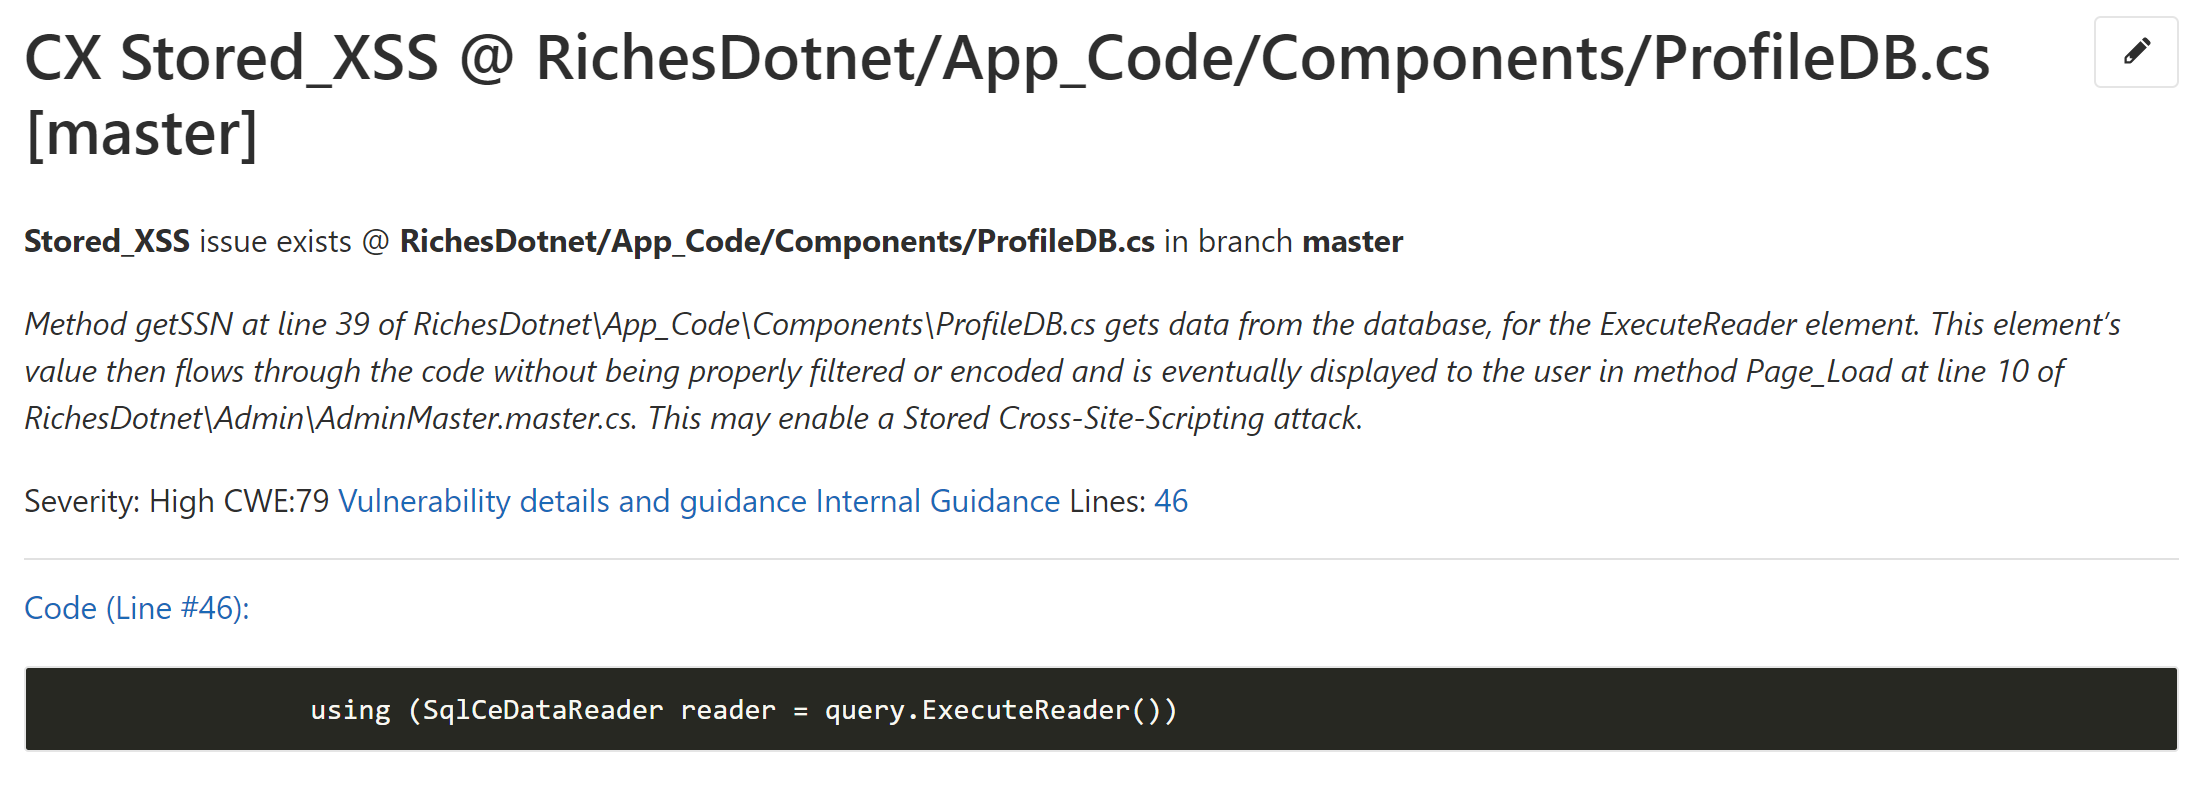 CX Stored_XSS @ RichesDotnet/App_Code/Components/ProfileDB.cs
[master]
Stored_XSS issue exists @ RichesDotnet/App_Code/Components/ProfileDB.cs in branch master
Method getSSN at line 39 of RichesDotnet\App_Code\Components\ProfileDB.cs gets data from the database, for the ExecuteReader element. This element’s
value then flows through the code without being properly filtered or encoded and is eventually displayed to the user in method Page_Load at line 10 of
RichesDotnet\Admin\AdminMaster.master.cs. This may enable a Stored Cross-Site-Scripting attack.
Severity: High CWE:79 Vulnerability details and guidance Internal Guidance Lines: 46
Code (Line #46):
using (SqlCeDataReader reader = query.ExecuteReader())